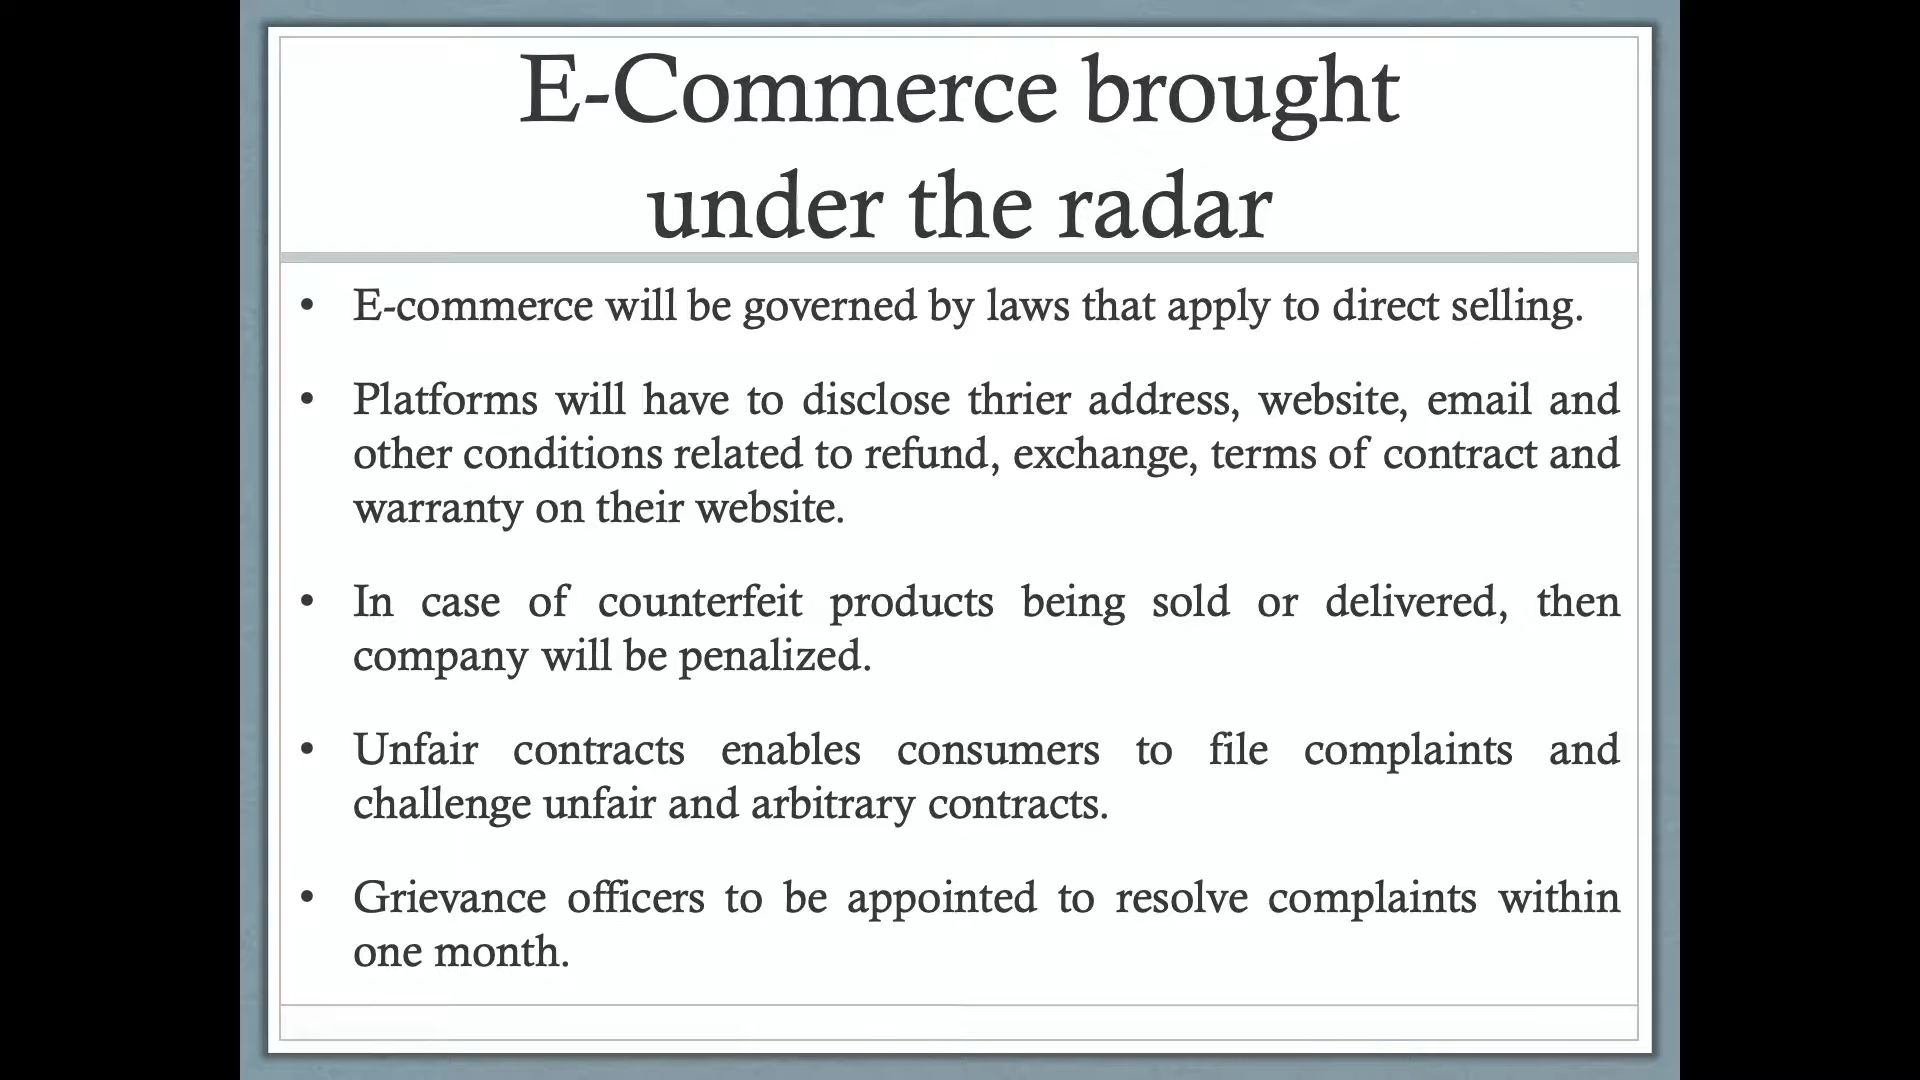 E-Commerce brought
under the radar
• E-commerce will be governed by laws that apply to direct selling.
• Platforms will have to disclose thrier address, website, email and
other conditions related to refund, exchange, terms of contract and
warranty on their website.
• In case of counterfeit products being sold or delivered, then
company will be penalized.
• Unfair contracts enables consumers to file complaints and
challenge unfair and arbitrary contracts.
• Grievance officers to be appointed to resolve complaints within
one month.